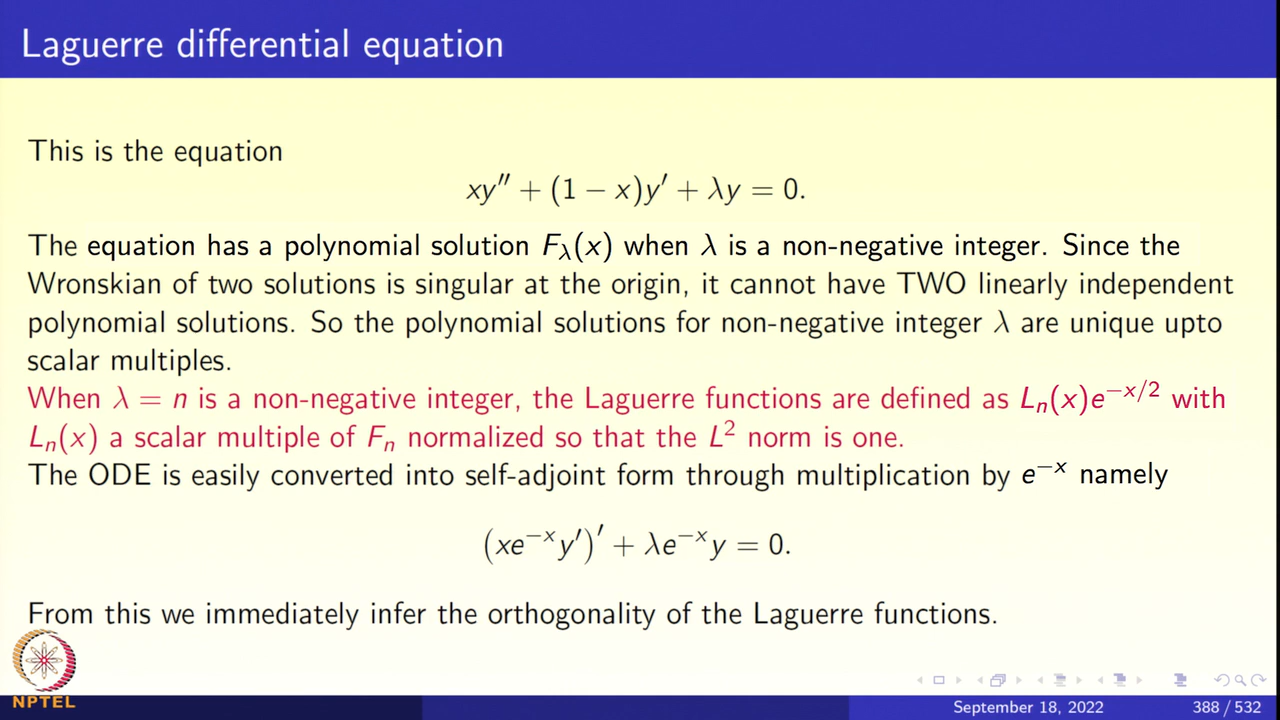 Laguerre differential equation
This is the equation
xy″ + (1 − x)y′ + λy = 0.
The equation has a polynomial solution F_λ(x) when λ is a non-negative integer. Since the
Wronskian of two solutions is singular at the origin, it cannot have TWO linearly independent
polynomial solutions. So the polynomial solutions for non-negative integer λ are unique upto
scalar multiples.
When λ = n is a non-negative integer, the Laguerre functions are defined as L_n(x)e^{−x/2} with
L_n(x) a scalar multiple of F_n normalized so that the L² norm is one.
The ODE is easily converted into self-adjoint form through multiplication by e^{−x} namely
(xe^{−x}y′)′ + λe^{−x}y = 0.
From this we immediately infer the orthogonality of the Laguerre functions.
NPTEL
September 18, 2022 388 / 532